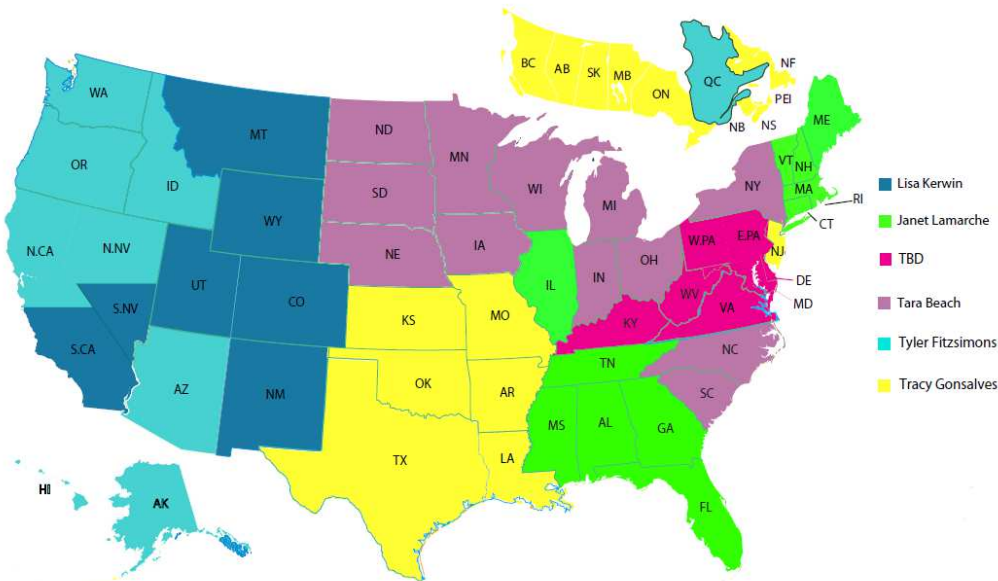 BC
AB
SK
MB
ON
QC
NF
PEI
NB
NS
WA
MT
ND
MN
ME
VT
NH
OR
ID
SD
WI
MI
NY
MA
RI
CT
WY
N.CA
N.NV
NE
IA
W.PA
E.PA
NJ
UT
CO
IL
IN
OH
DE
MD
S.NV
KS
MO
WV
VA
KY
S.CA
TN
NC
AZ
NM
OK
AR
SC
MS
AL
GA
TX
LA
FL
HI
AK
Lisa Kerwin
Janet Lamarche
TBD
Tara Beach
Tyler Fitzsimons
Tracy Gonsalves